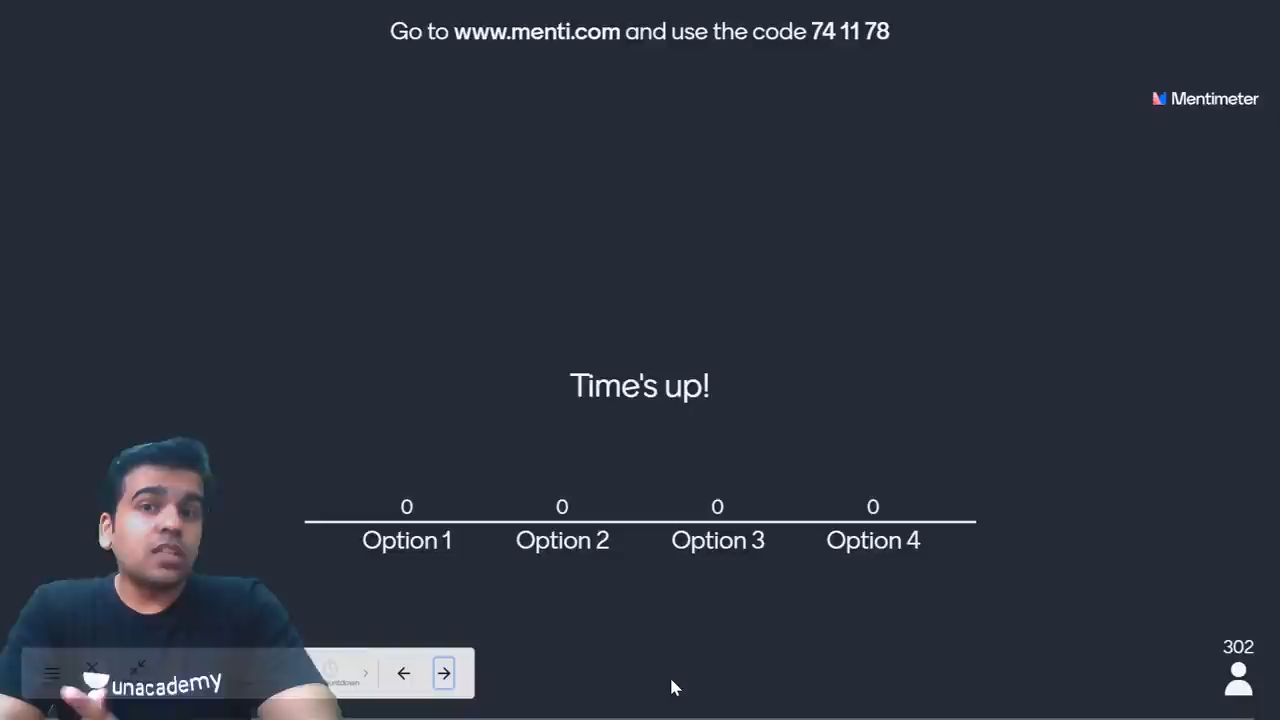 Go to www.menti.com and use the code 74 11 78
Mentimeter
Time's up!
0 0 0 0
Option 1 Option 2 Option 3 Option 4
302
unacademy